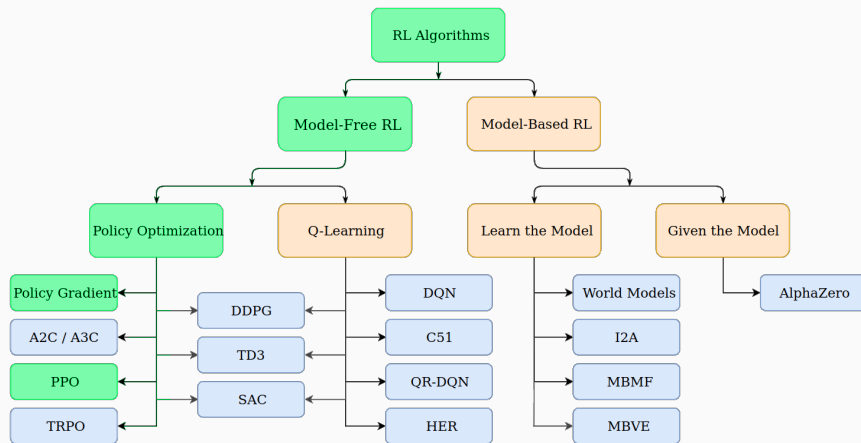 RL Algorithms
Model-Free RL
Model-Based RL
Policy Optimization
Q-Learning
Learn the Model
Given the Model
Policy Gradient
DDPG
DQN
World Models
AlphaZero
A2C / A3C
TD3
C51
I2A
PPO
SAC
QR-DQN
MBMF
TRPO
HER
MBVE